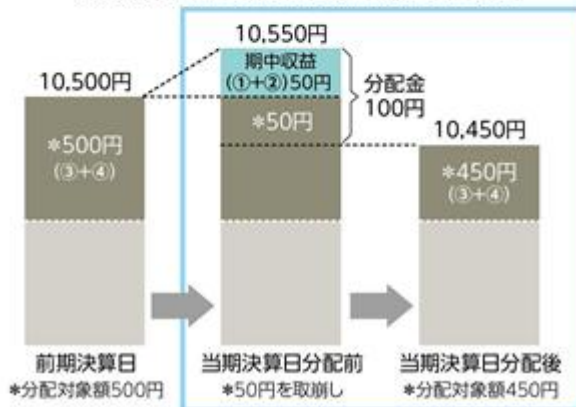 10,550円
期中収益
(①+②)50円
分配金
100円
10,500円
*50円
10,450円
*500円
(③+④)
*450円
(③+④)
前期決算日
*分配対象額500円
当期決算日分配前
*50円を取崩し
当期決算日分配後
*分配対象額450円